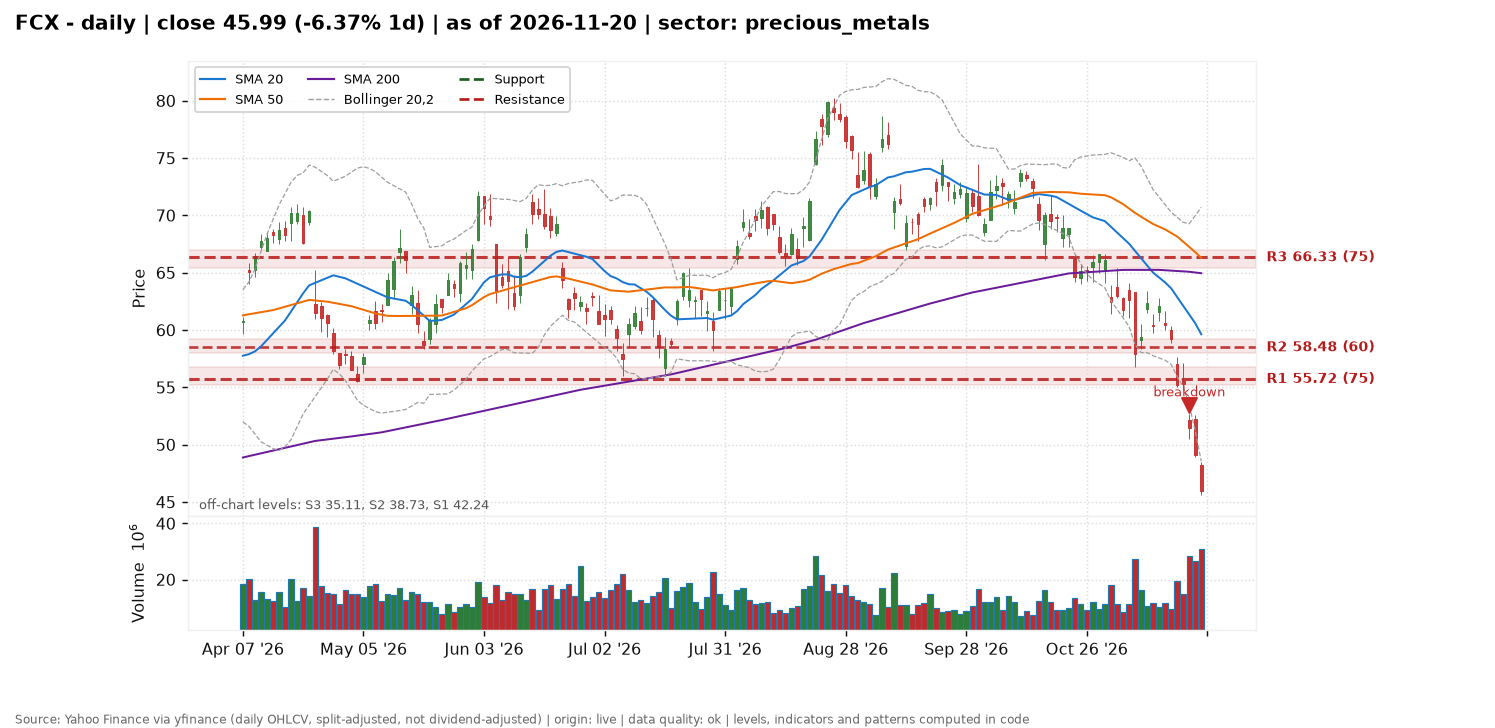 FCX - daily | close 45.99 (-6.37% 1d) | as of 2026-11-20 | sector: precious_metals
SMA 20
SMA 50
SMA 200
Bollinger 20,2
Support
Resistance
Price
80
75
70
65
60
55
50
45
R3 66.33 (75)
R2 58.48 (60)
R1 55.72 (75)
breakdown
off-chart levels: S3 35.11, S2 38.73, S1 42.24
Volume 10⁶
40
20
Apr 07 '26
May 05 '26
Jun 03 '26
Jul 02 '26
Jul 31 '26
Aug 28 '26
Sep 28 '26
Oct 26 '26
Source: Yahoo Finance via yfinance (daily OHLCV, split-adjusted, not dividend-adjusted) | origin: live | data quality: ok | levels, indicators and patterns computed in code